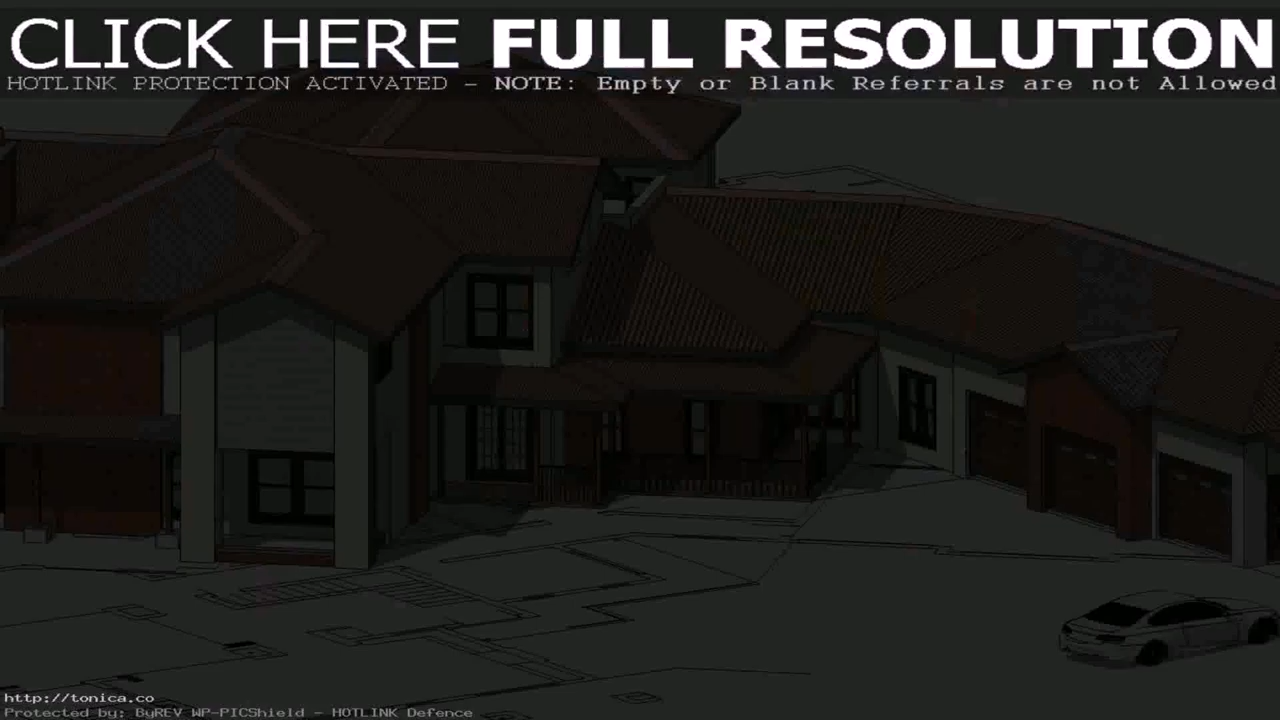 CLICK HERE FULL RESOLUTION
HOTLINK PROTECTION ACTIVATED – NOTE: Empty or Blank Referrals are not Allowed
http://tonica.co
Protected by: ByREV WP-PICShield – HOTLINK Defence